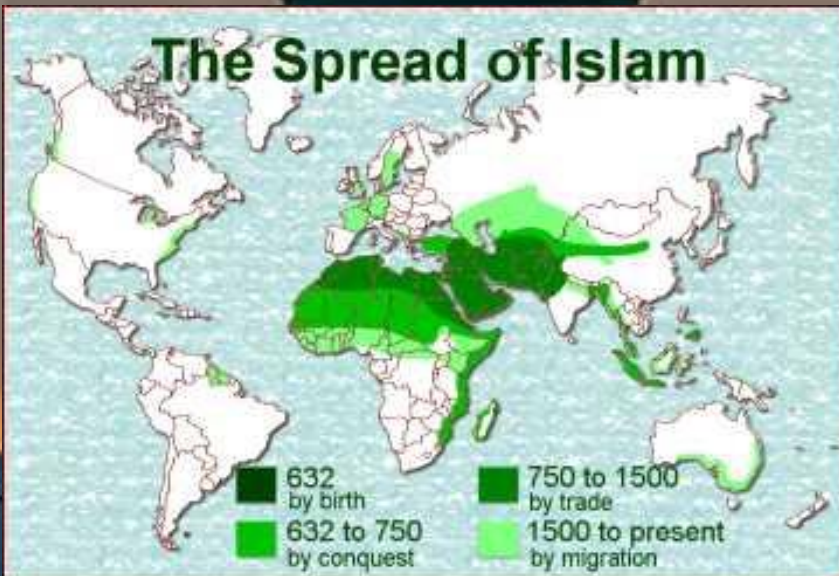 The Spread of Islam
632
by birth
632 to 750
by conquest
750 to 1500
by trade
1500 to present
by migration